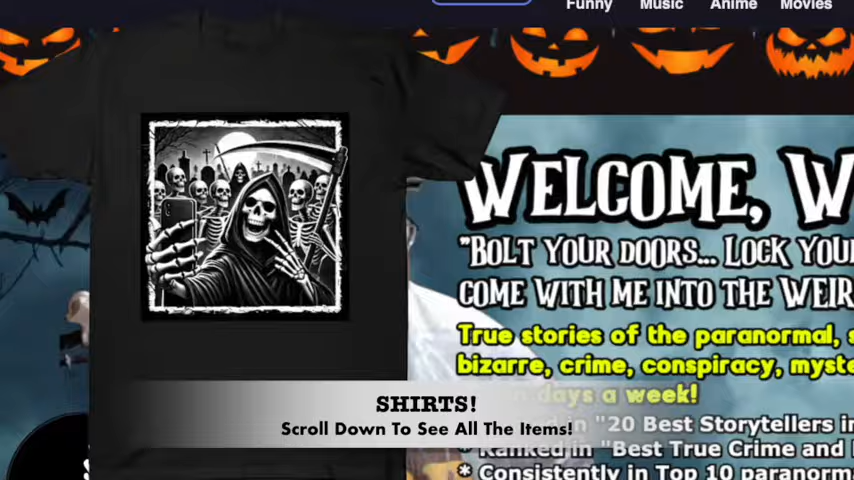 Funny Music Anime Movies
WELCOME, W
"BOLT YOUR DOORS... LOCK YOU
COME WITH ME INTO THE WEIR
True stories of the paranormal, s
bizarre, crime, conspiracy, myste
days a week!
SHIRTS!
Scroll Down To See All The Items!
in "20 Best Storytellers in
* Ranked in "Best True Crime and
* Consistently in Top 10 paranorm